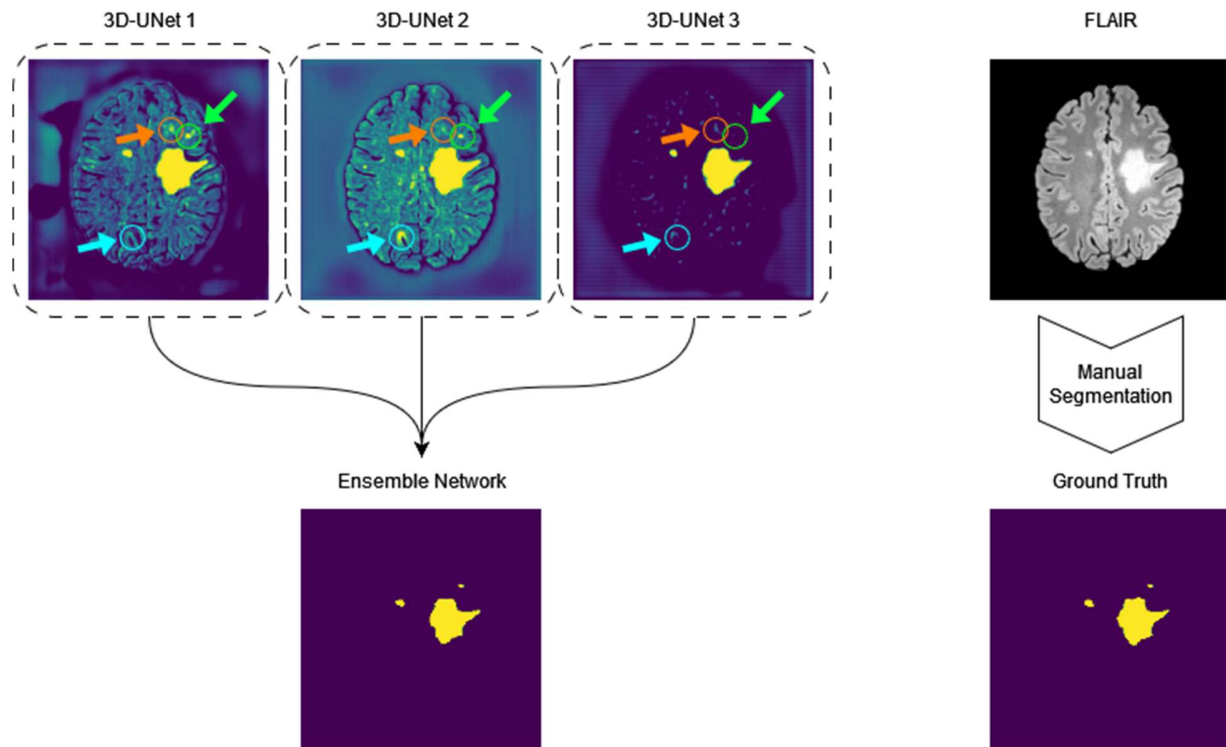 3D-UNet 1
3D-UNet 2
3D-UNet 3
FLAIR
Manual
Segmentation
Ensemble Network
Ground Truth